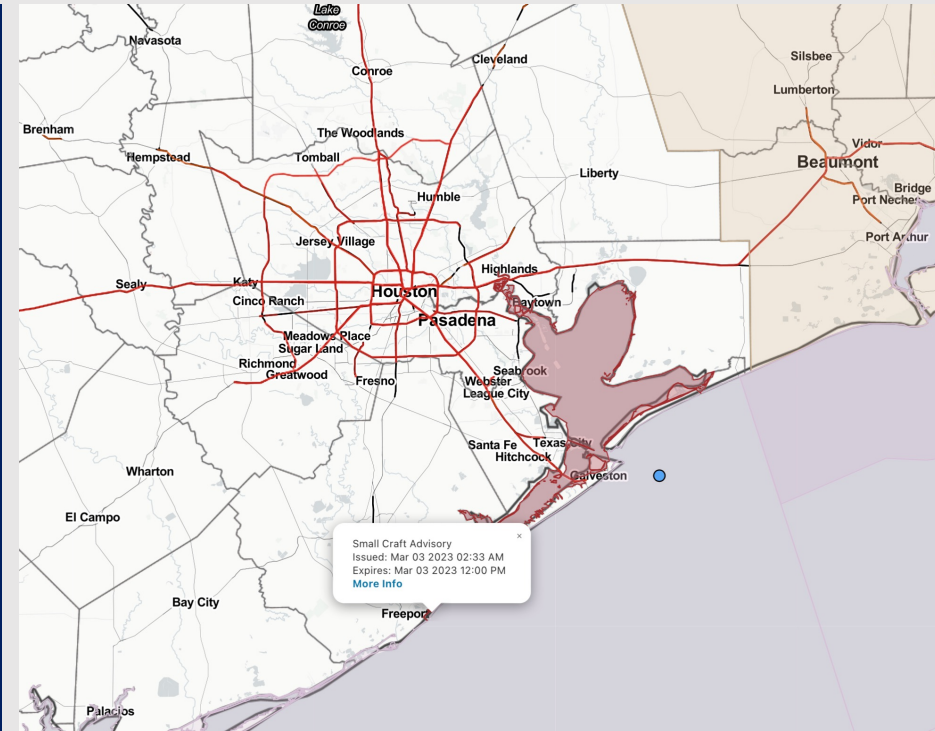 Lake
Conroe
Navasota
Silsbee
Cleveland
Conroe
Lumberton
Brenham
The Woodlands
Vidor
Hempstead
Tomball
Beaumont
Liberty
Bridge
Humble
Port Neches
Port Arthur
Jersey Village
Highlands
Sealy
Katy
Houston
Cinco Ranch
Baytown
Pasadena
Meadows Place
Sugar Land
Richmond
Seabrook
Greatwood
Fresno
Webster
League City
Santa Fe
Texas City
Hitchcock
Wharton
Galveston
El Campo
×
Small Craft Advisory
Issued: Mar 03 2023 02:33 AM
Expires: Mar 03 2023 12:00 PM
More Info
Bay City
Freeport
Palacios